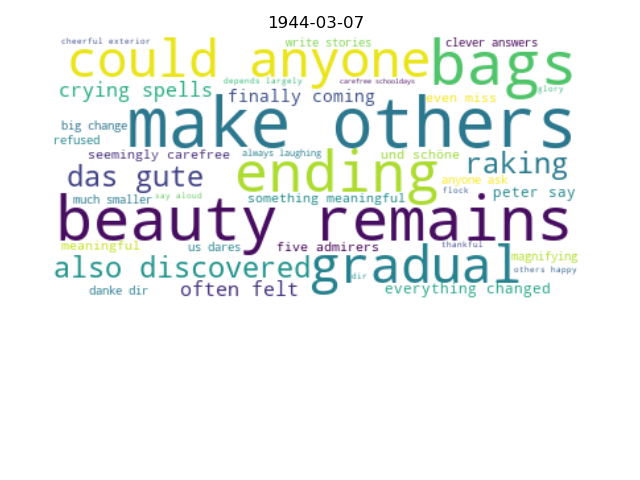 1944-03-07
cheerful exterior
write stories
clever answers
could anyone
bags
depends largely
carefree schooldays
crying spells
glory
finally coming
even miss
make others
big change
refused
seemingly carefree
always laughing
und schöne
raking
ending
das gute
anyone ask
flock
peter say
much smaller
say aloud
something meaningful
beauty remains
meaningful
us dares
five admirers
thankful
magnifying
also discovered
gradual
others happy
dir
danke dir
often felt
everything changed